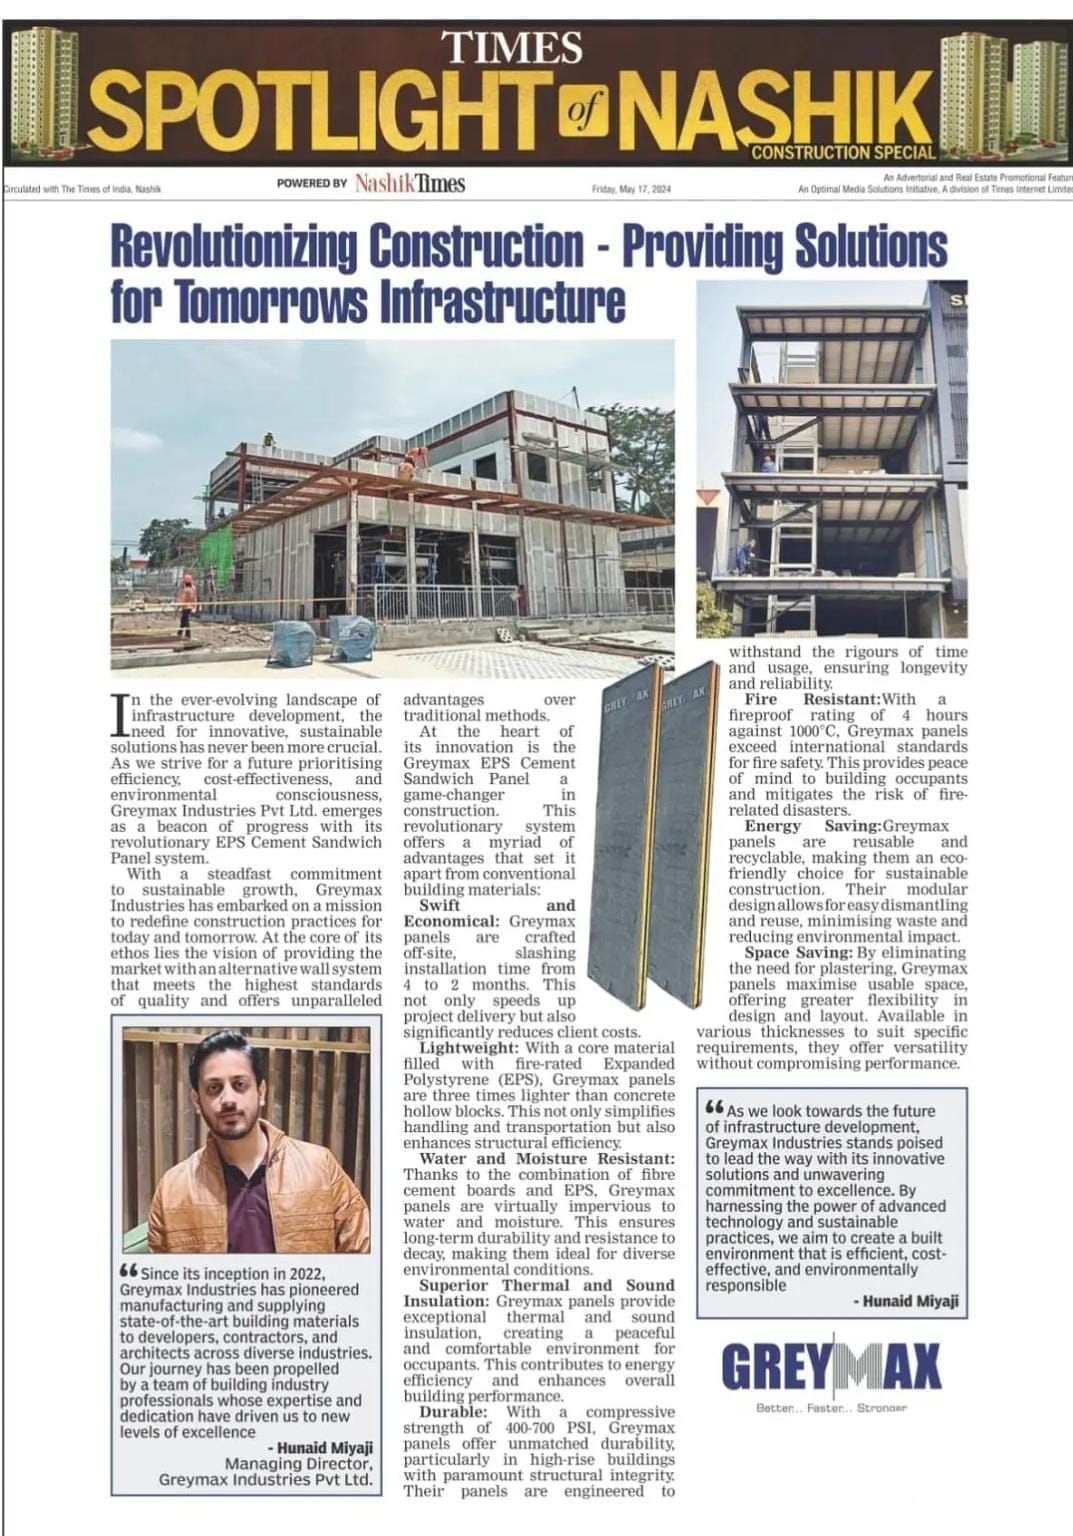 TIMES
SPOTLIGHT of NASHIK
CONSTRUCTION SPECIAL
Circulated with The Times of India, Nashik
POWERED BY NashikTimes
Friday, May 17, 2024
An Advertorial and Real Estate Promotional Featur
An Optimal Media Solutions Initiative, A division of Times Internet Limite
Revolutionizing Construction - Providing Solutions
for Tomorrows Infrastructure
In the ever-evolving landscape of
infrastructure development, the
need for innovative, sustainable
solutions has never been more crucial.
As we strive for a future prioritising
efficiency, cost-effectiveness, and
environmental consciousness,
Greymax Industries Pvt Ltd. emerges
as a beacon of progress with its
revolutionary EPS Cement Sandwich
Panel system.
With a steadfast commitment
to sustainable growth, Greymax
Industries has embarked on a mission
to redefine construction practices for
today and tomorrow. At the core of its
ethos lies the vision of providing the
market with an alternative wall system
that meets the highest standards
of quality and offers unparalleled
“Since its inception in 2022,
Greymax Industries has pioneered
manufacturing and supplying
state-of-the-art building materials
to developers, contractors, and
architects across diverse industries.
Our journey has been propelled
by a team of building industry
professionals whose expertise and
dedication have driven us to new
levels of excellence
- Hunaid Miyaji
Managing Director,
Greymax Industries Pvt Ltd.
advantages over
traditional methods.
At the heart of
its innovation is the
Greymax EPS Cement
Sandwich Panel a
game-changer in
construction. This
revolutionary system
offers a myriad of
advantages that set it
apart from conventional
building materials:
Swift and
Economical: Greymax
panels are crafted
off-site, slashing
installation time from
4 to 2 months. This
not only speeds up
project delivery but also
significantly reduces client costs.
Lightweight: With a core material
filled with fire-rated Expanded
Polystyrene (EPS), Greymax panels
are three times lighter than concrete
hollow blocks. This not only simplifies
handling and transportation but also
enhances structural efficiency.
Water and Moisture Resistant:
Thanks to the combination of fibre
cement boards and EPS, Greymax
panels are virtually impervious to
water and moisture. This ensures
long-term durability and resistance to
decay, making them ideal for diverse
environmental conditions.
Superior Thermal and Sound
Insulation: Greymax panels provide
exceptional thermal and sound
insulation, creating a peaceful
and comfortable environment for
occupants. This contributes to energy
efficiency and enhances overall
building performance.
Durable: With a compressive
strength of 400-700 PSI, Greymax
panels offer unmatched durability,
particularly in high-rise buildings
with paramount structural integrity.
Their panels are engineered to
GREYMAX
GREYMAX
withstand the rigours of time
and usage, ensuring longevity
and reliability.
Fire Resistant:With a
fireproof rating of 4 hours
against 1000°C, Greymax panels
exceed international standards
for fire safety. This provides peace
of mind to building occupants
and mitigates the risk of fire-
related disasters.
Energy Saving:Greymax
panels are reusable and
recyclable, making them an eco-
friendly choice for sustainable
construction. Their modular
design allows for easy dismantling
and reuse, minimising waste and
reducing environmental impact.
Space Saving: By eliminating
the need for plastering, Greymax
panels maximise usable space,
offering greater flexibility in
design and layout. Available in
various thicknesses to suit specific
requirements, they offer versatility
without compromising performance.
“As we look towards the future
of infrastructure development,
Greymax Industries stands poised
to lead the way with its innovative
solutions and unwavering
commitment to excellence. By
harnessing the power of advanced
technology and sustainable
practices, we aim to create a built
environment that is efficient, cost-
effective, and environmentally
responsible
- Hunaid Miyaji
GREYMAX
Better... Faster... Stronger